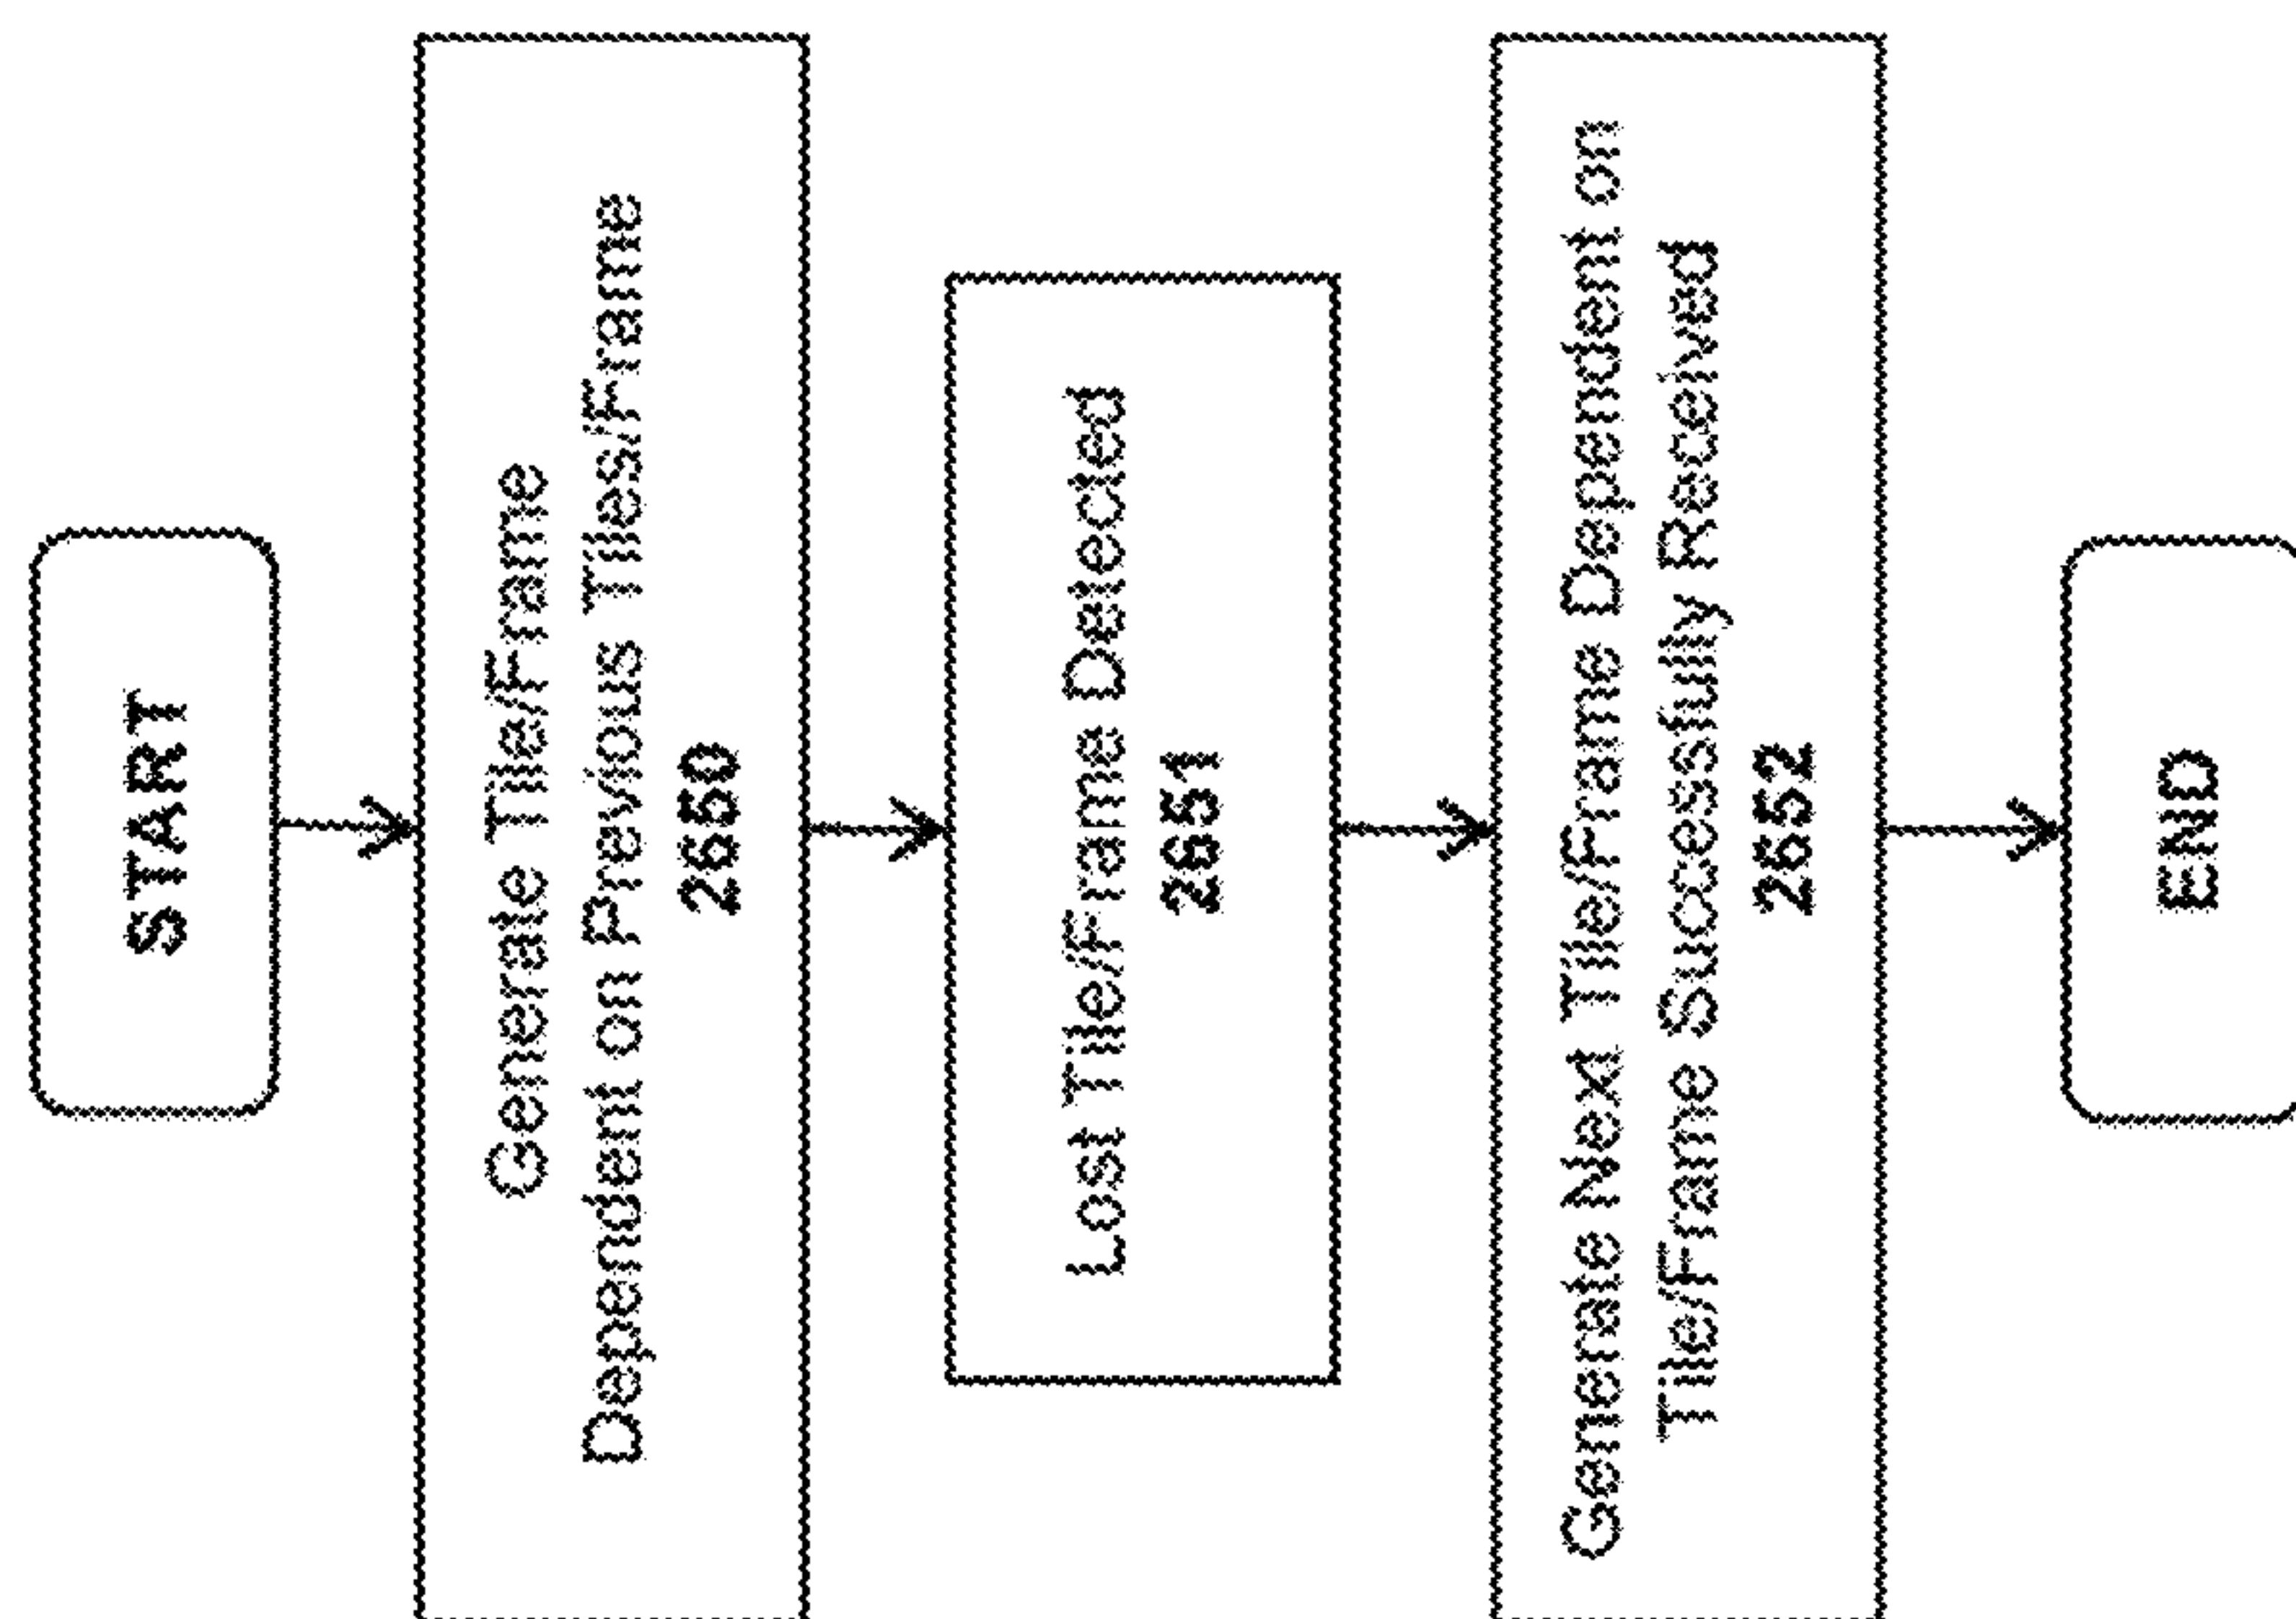 START
Generate Tile/Frame
Dependent on Previous Tiles/Frame
2650
Lost Tile/Frame Detected
2651
Generate Next Tile/Frame Dependent on
Tile/Frame Successfully Received
2652
END